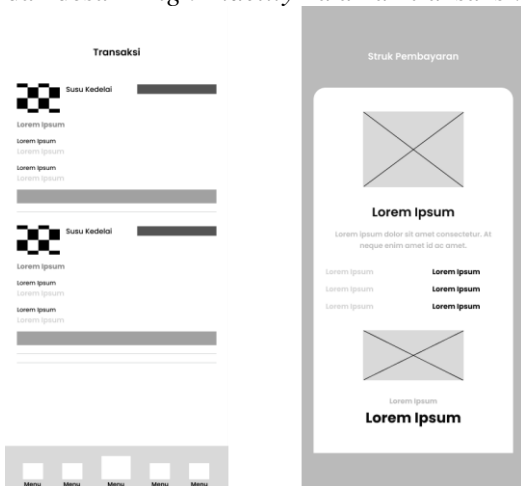 Transaksi
Susu Kedelai
Lorem Ipsum
Lorem Ipsum
Lorem Ipsum
Lorem Ipsum
Lorem Ipsum
Susu Kedelai
Lorem Ipsum
Lorem Ipsum
Lorem Ipsum
Lorem Ipsum
Lorem Ipsum
Menu Menu Menu Menu Menu
Struk Pembayaran
Lorem Ipsum
Lorem ipsum dolor sit amet consectetur. At
neque enim amet id ac amet.
Lorem Ipsum Lorem Ipsum
Lorem Ipsum Lorem Ipsum
Lorem Ipsum Lorem Ipsum
Lorem Ipsum
Lorem Ipsum